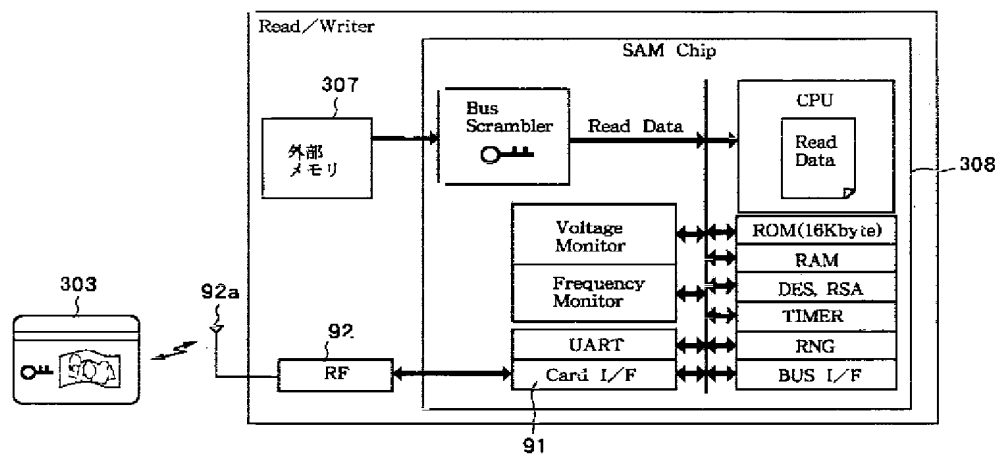 Read／Writer
SAM Chip
307
外部
メモリ
Bus
Scrambler
Read Data
CPU
Read
Data
308
Voltage
Monitor
Frequency
Monitor
ROM(16Kbyte)
RAM
DES, RSA
TIMER
303
92a
92
RF
UART
RNG
Card I／F
BUS I／F
91